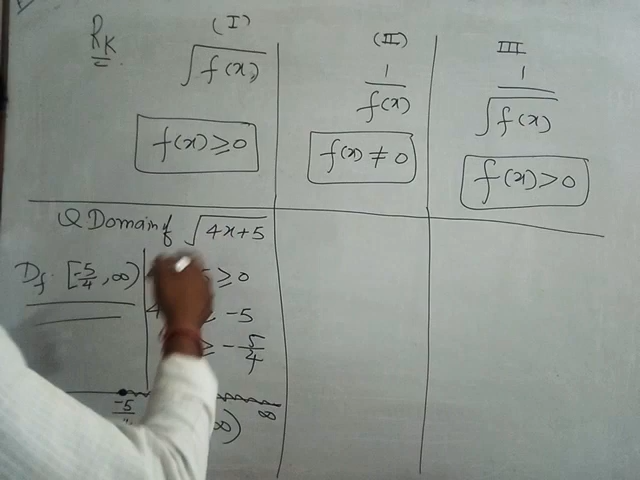 RK
(I)
√f(x)
f(x) ≥ 0
(II)
1/f(x)
f(x) ≠ 0
III
1/√f(x)
f(x) > 0
Q Domain of √4x+5
Df: [-5/4, ∞)
≥ 0
4 ≥ -5
≥ -5/4
-5/4 ∞
∞)